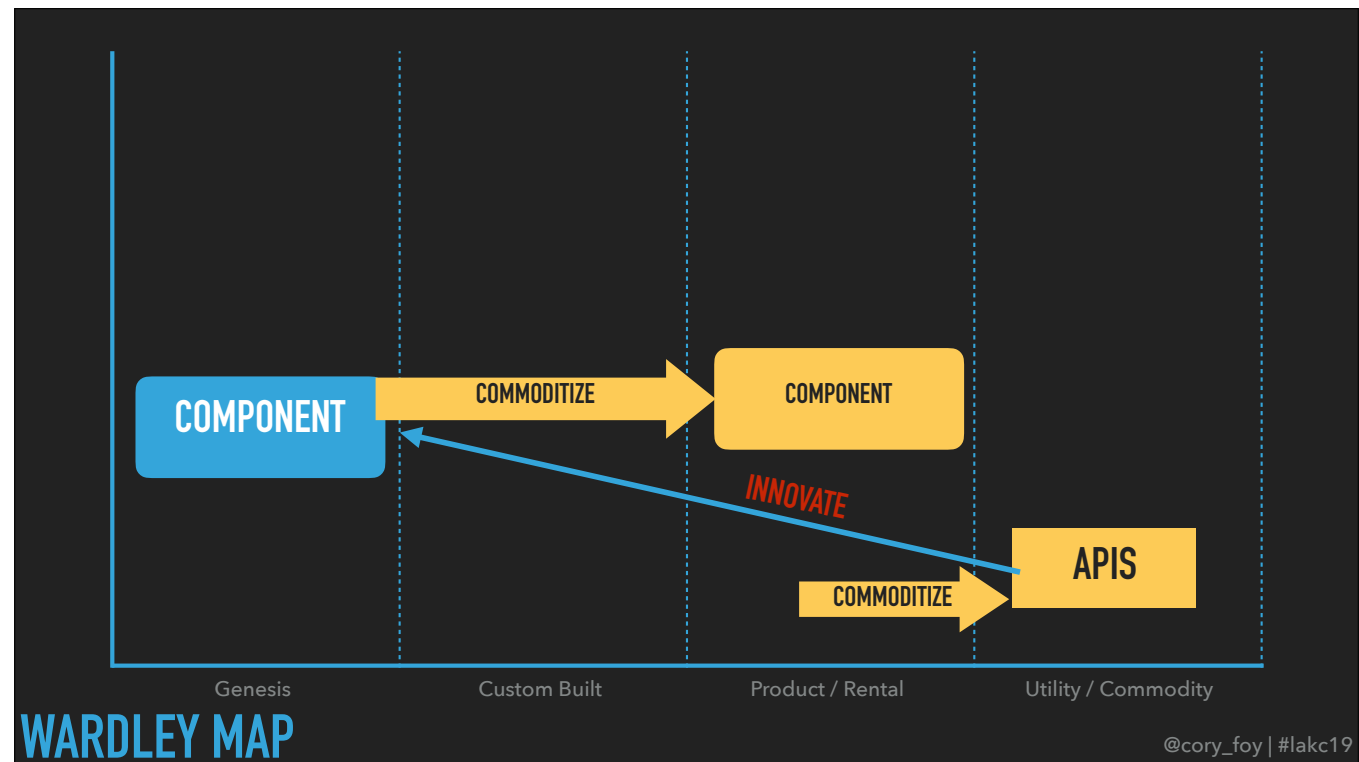 COMPONENT
COMMODITIZE
COMPONENT
INNOVATE
APIS
COMMODITIZE
Genesis
Custom Built
Product / Rental
Utility / Commodity
WARDLEY MAP
@cory_foy | #lakc19